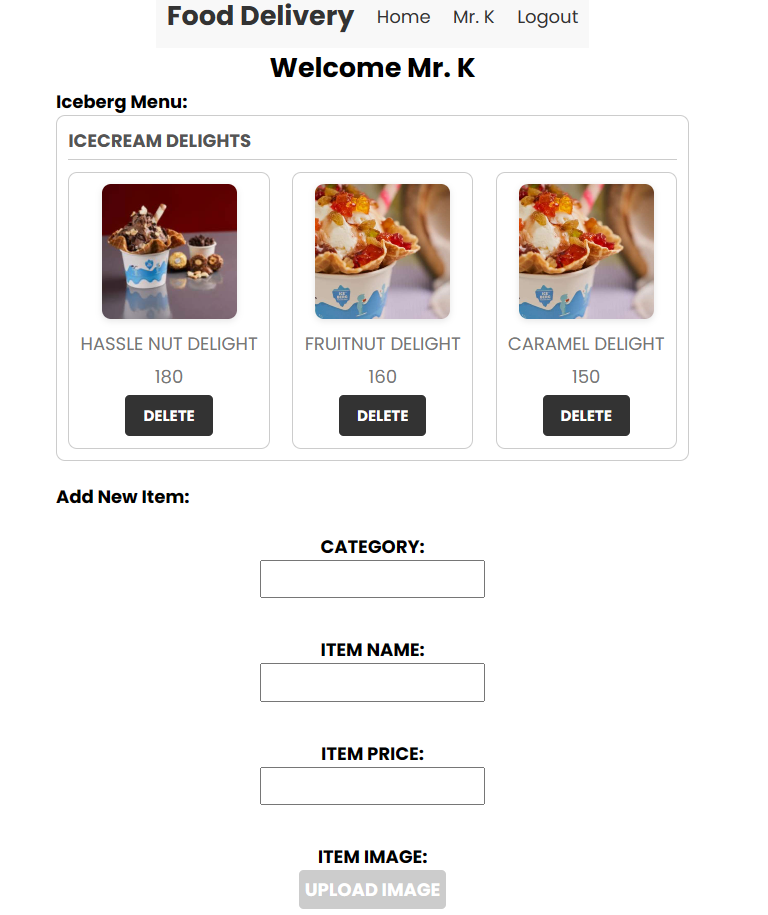 Food Delivery Home Mr. K Logout
Welcome Mr. K
Iceberg Menu:
ICECREAM DELIGHTS
HASSLE NUT DELIGHT FRUITNUT DELIGHT CARAMEL DELIGHT
180 160 150
DELETE DELETE DELETE
Add New Item:
CATEGORY:
ITEM NAME:
ITEM PRICE:
ITEM IMAGE:
UPLOAD IMAGE